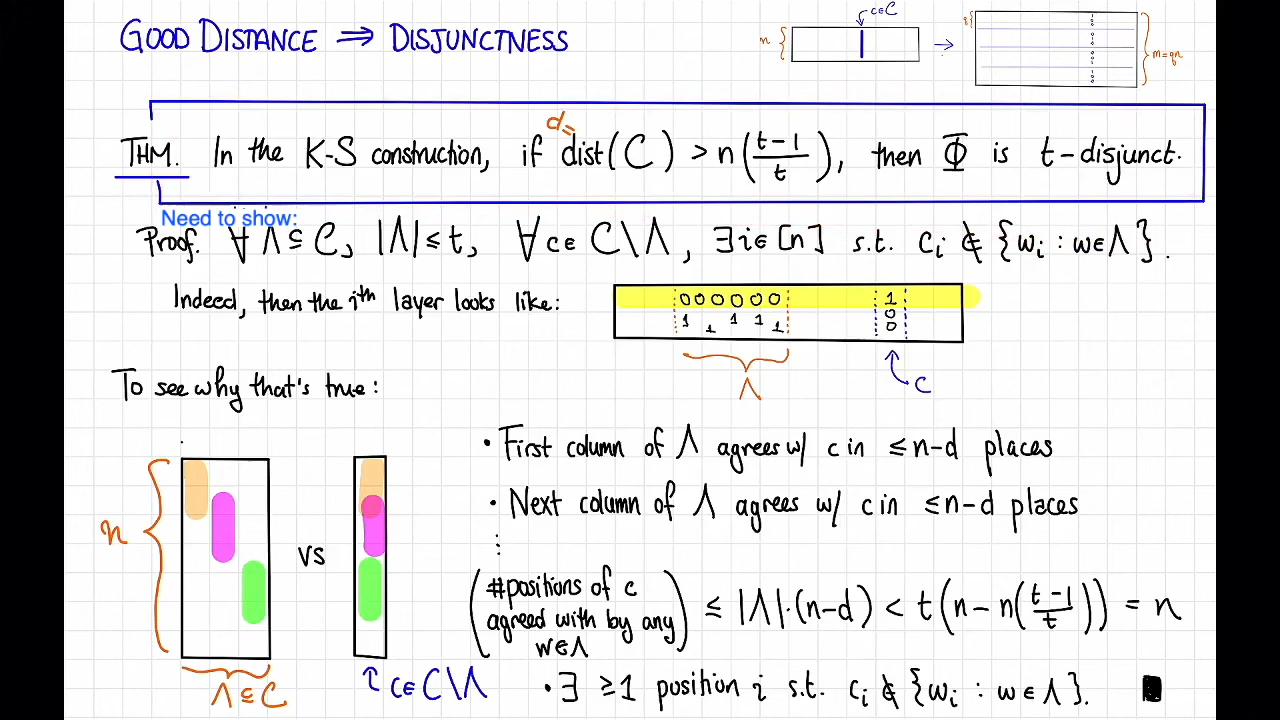 GOOD DISTANCE ⟹ DISJUNCTNESS
c∈C
n
q
m=qn
d=
THM. In the K-S construction, if dist(C) > n(t-1/t), then Φ is t-disjunct.
Need to show:
Proof. ∀ Λ⊆C, |Λ|≤t, ∀c∈C\Λ, ∃i∈[n] s.t. c_i ∉ {w_i : w∈Λ}.
Indeed, then the ith layer looks like:
0 0 0 0 0 0 1
1 1 1 1 1 0
0
Λ
c
To see why that's true:
n
vs
Λ⊆C
c∈C\Λ
• First column of Λ agrees w/ c in ≤n-d places
• Next column of Λ agrees w/ c in ≤n-d places
⋮
(#positions of c agreed with by any w∈Λ) ≤ |Λ|·(n-d) < t(n-n(t-1/t)) = n
• ∃ ≥1 position i s.t. c_i ∉ {w_i : w∈Λ}.